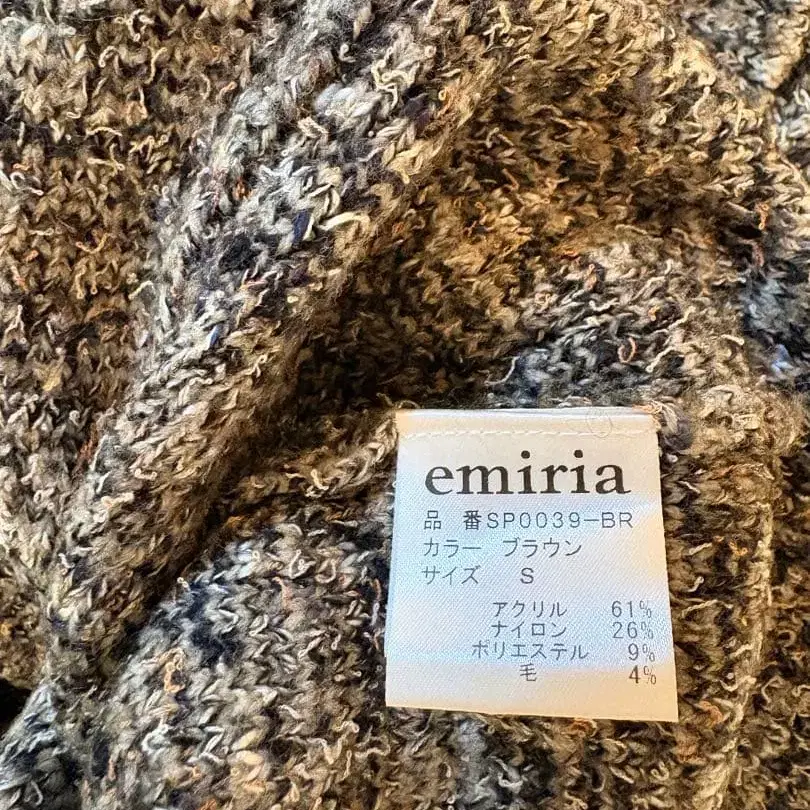 emiria
品 番SP0039-BR
カラー ブラウン
サイズ S
アクリル 61%
ナイロン 26%
ポリエステル 9%
毛 4%